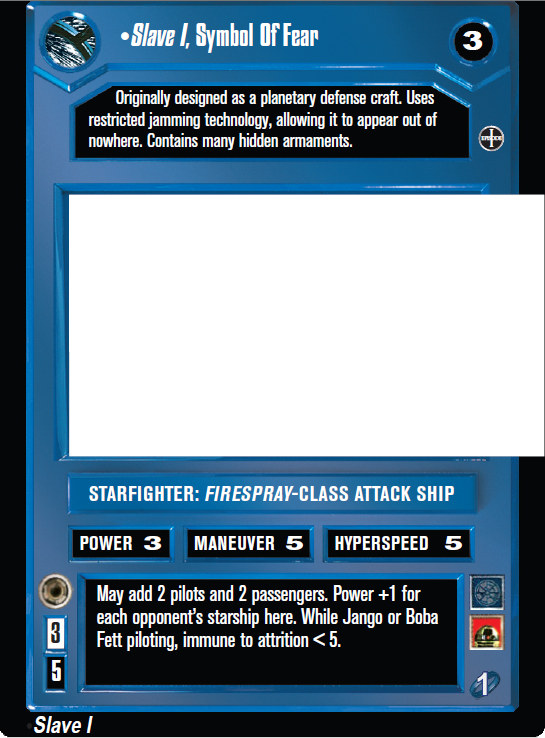 •Slave I, Symbol Of Fear
3
Originally designed as a planetary defense craft. Uses
restricted jamming technology, allowing it to appear out of
nowhere. Contains many hidden armaments.
EPISODE
I
STARFIGHTER: FIRESPRAY-CLASS ATTACK SHIP
POWER 3
MANEUVER 5
HYPERSPEED 5
May add 2 pilots and 2 passengers. Power +1 for
each opponent's starship here. While Jango or Boba
Fett piloting, immune to attrition < 5.
3
5
1
Slave I